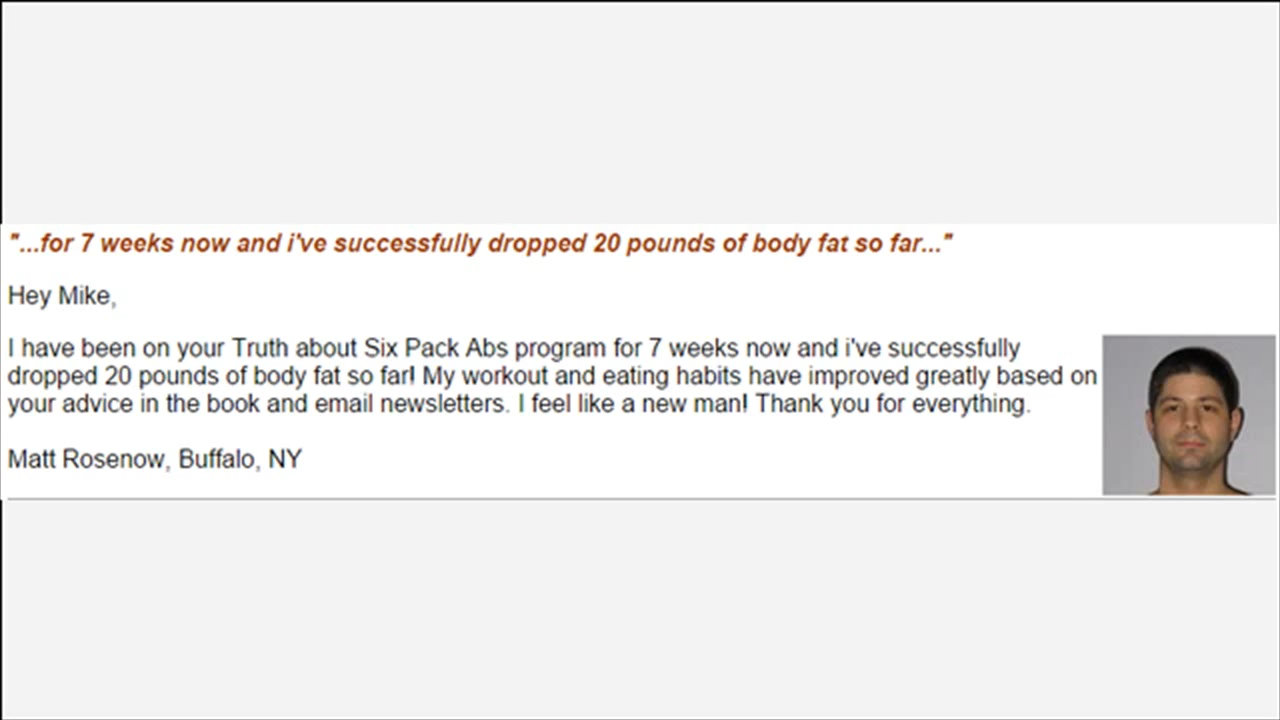 "...for 7 weeks now and i've successfully dropped 20 pounds of body fat so far..."
Hey Mike,
I have been on your Truth about Six Pack Abs program for 7 weeks now and i've successfully
dropped 20 pounds of body fat so far! My workout and eating habits have improved greatly based on
your advice in the book and email newsletters. I feel like a new man! Thank you for everything.
Matt Rosenow, Buffalo, NY